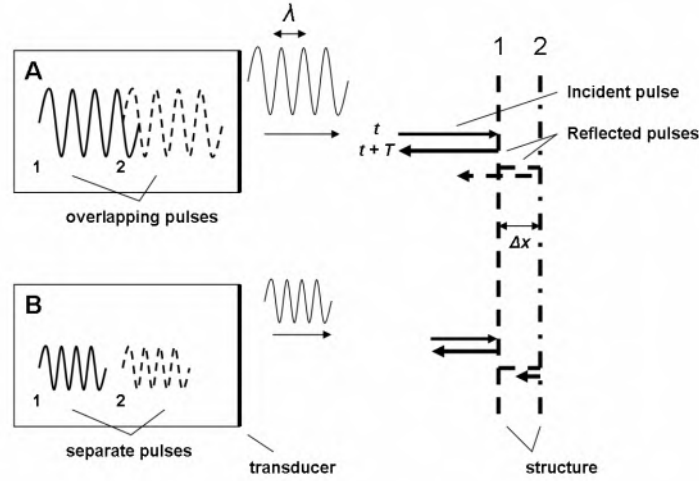 λ
1 2
A
Incident pulse
t
Reflected pulses
t + T
1 2
overlapping pulses
Δx
B
1 2
separate pulses
transducer
structure